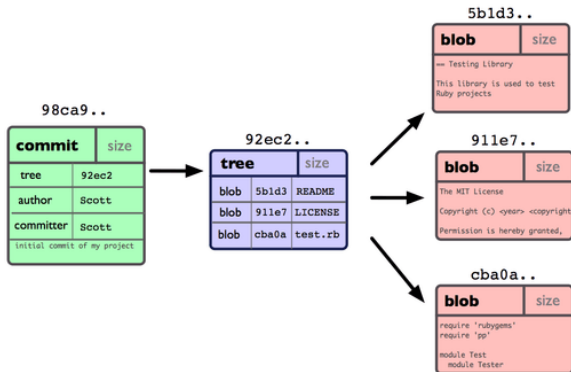 98ca9..
commit size
tree 92ec2
author Scott
committer Scott
initial commit of my project
92ec2..
tree size
blob 5b1d3 README
blob 911e7 LICENSE
blob cba0a test.rb
5b1d3..
blob size
== Testing Library
This library is used to test
Ruby projects
911e7..
blob size
The MIT License
Copyright (c) <year> <copyright
Permission is hereby granted,
cba0a..
blob size
require 'rubygems'
require 'pp'
module Test
module Tester